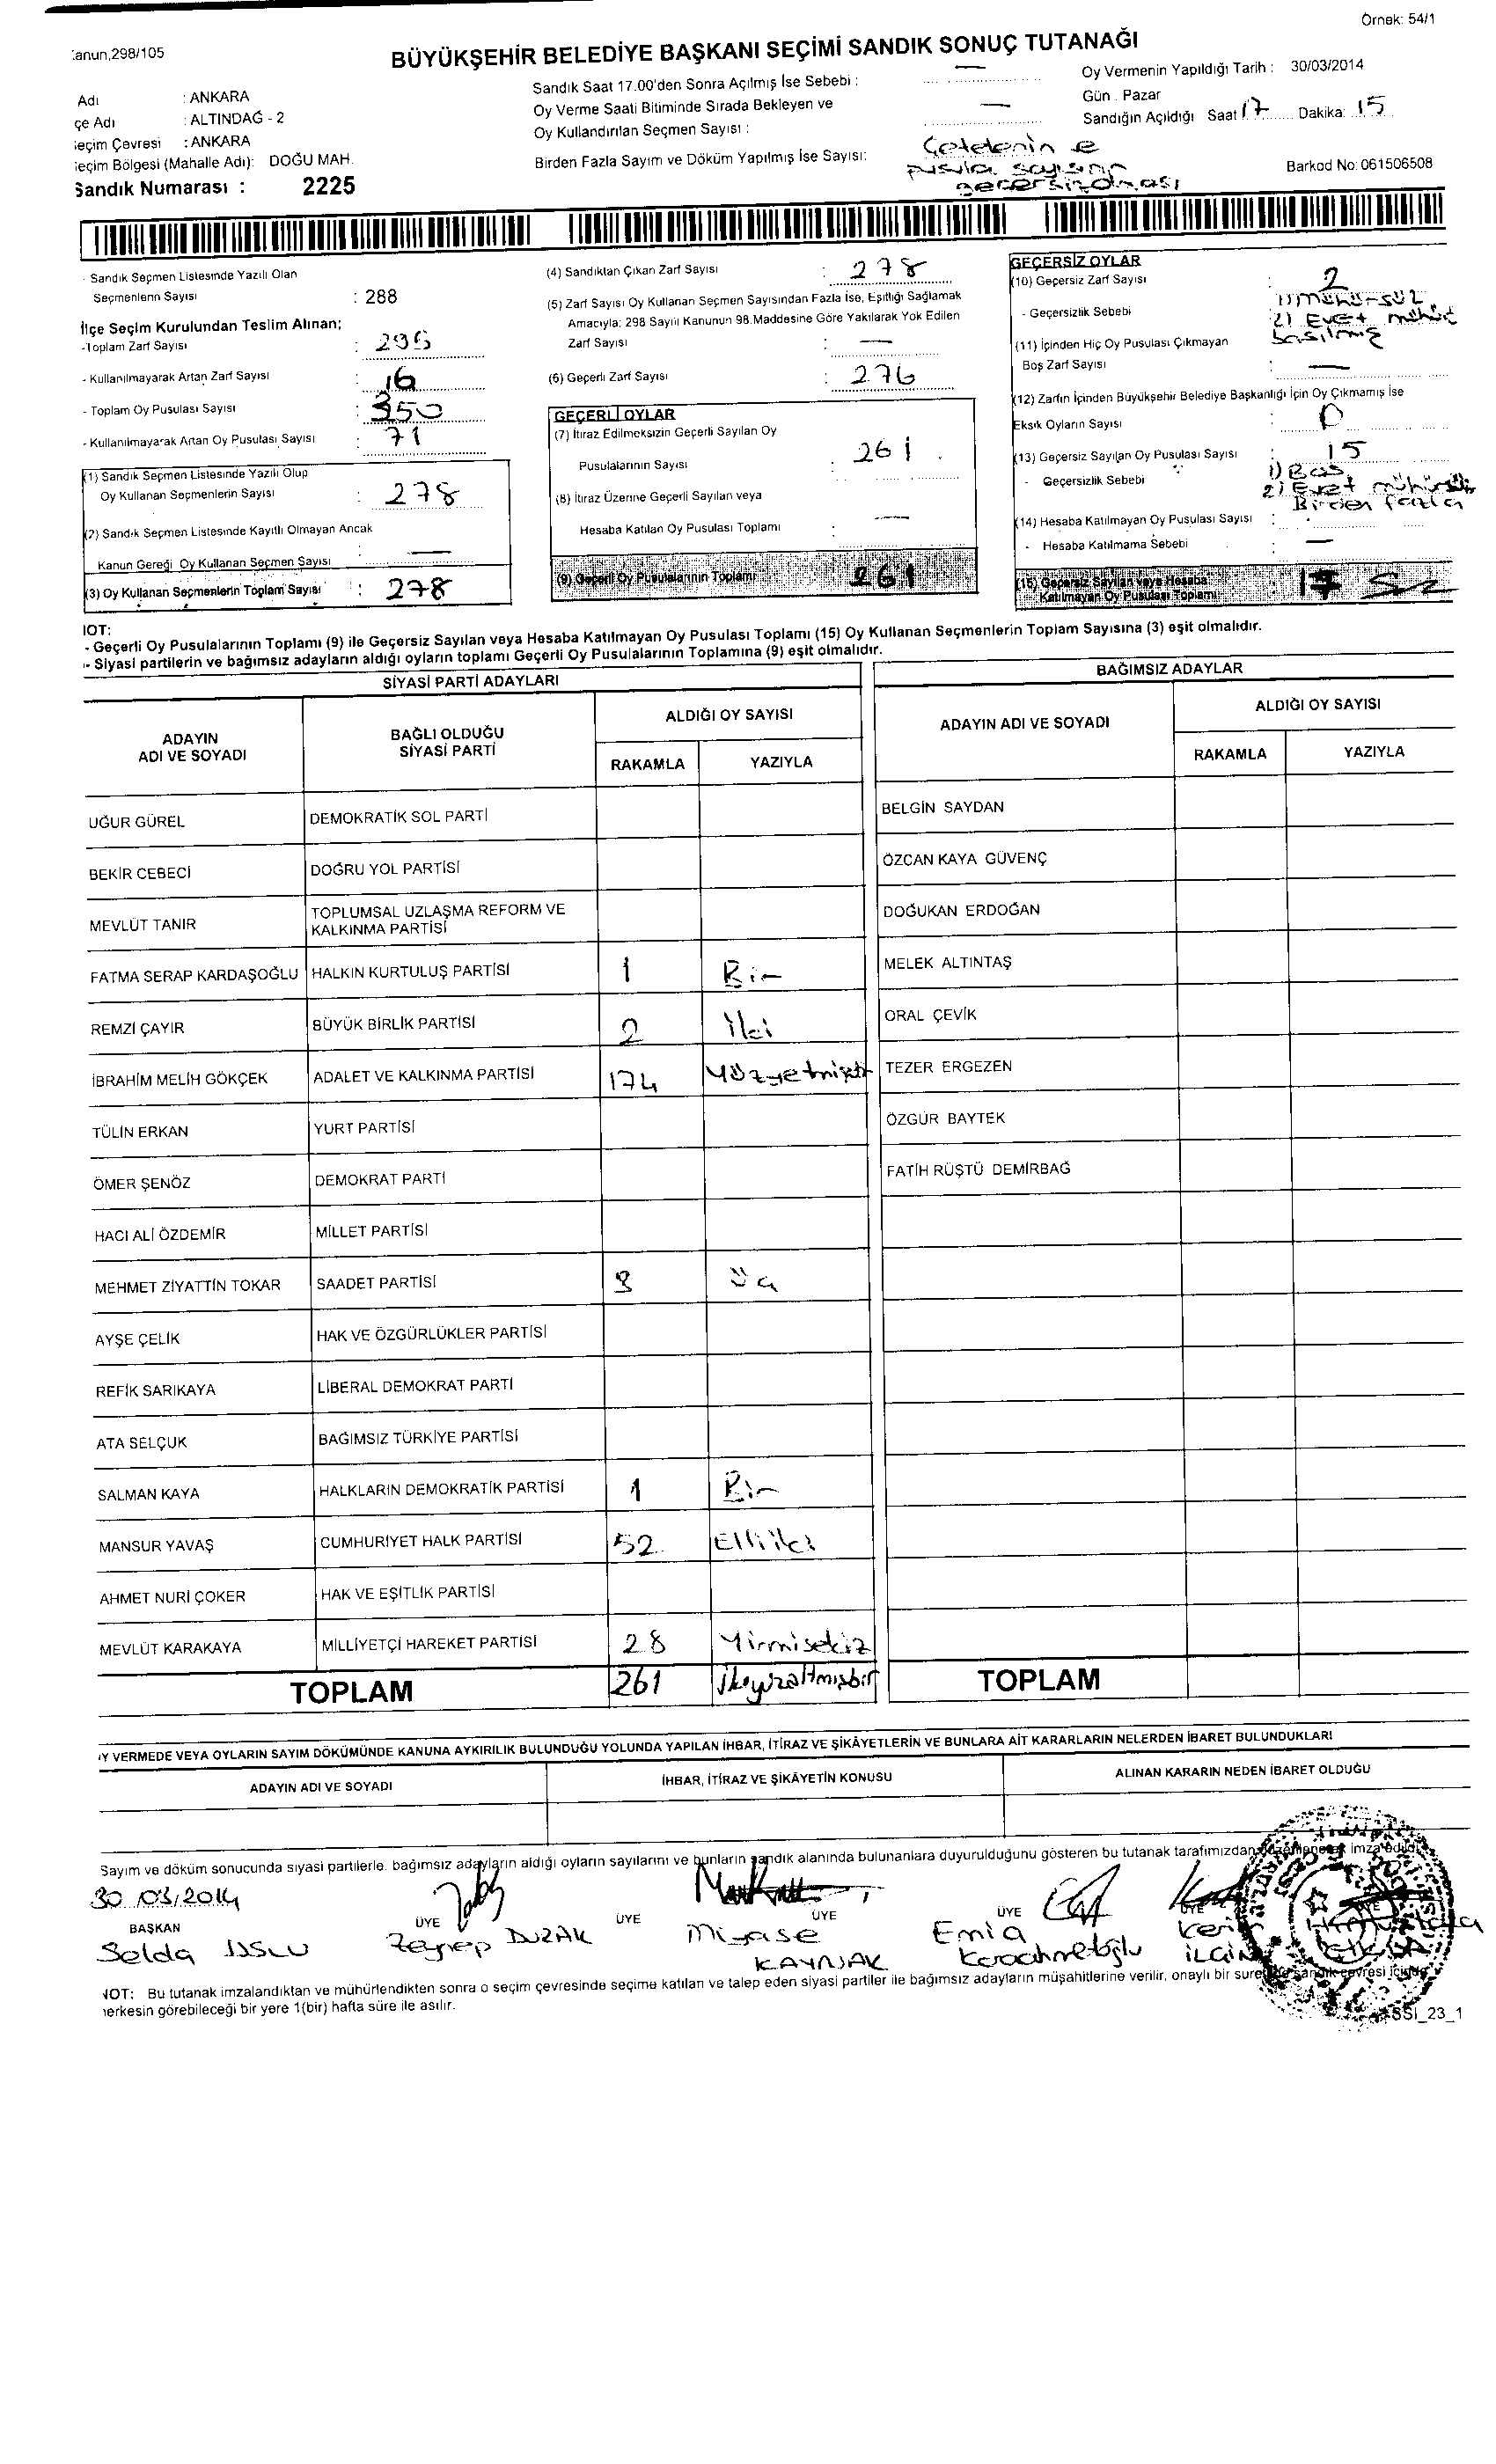 Örnek: 54/1
anun,298/105
BÜYÜKŞEHİR BELEDİYE BAŞKANI SEÇİMİ SANDIK SONUÇ TUTANAĞI
Adı : ANKARA
çe Adı : ALTINDAĞ - 2
eçim Çevresi : ANKARA
eçim Bölgesi (Mahalle Adı): DOĞU MAH.
Sandık Numarası : 2225
Sandık Saat 17.00'den Sonra Açılmış İse Sebebi : —
Oy Verme Saati Bitiminde Sırada Bekleyen ve
Oy Kullandırılan Seçmen Sayısı : —
Birden Fazla Sayım ve Döküm Yapılmış İse Sayısı: Çetelenin e
pusula sayısının
geçersiz olması
Oy Vermenin Yapıldığı Tarih : 30/03/2014
Gün : Pazar
Sandığın Açıldığı Saat 17 Dakika: 15
Barkod No: 061506508
- Sandık Seçmen Listesinde Yazılı Olan
Seçmenlerin Sayısı : 288
İlçe Seçim Kurulundan Teslim Alınan;
-Toplam Zarf Sayısı : 295
- Kullanılmayarak Artan Zarf Sayısı : 16
- Toplam Oy Pusulası Sayısı : 350
- Kullanılmayarak Artan Oy Pusulası Sayısı : 71
(1) Sandık Seçmen Listesinde Yazılı Olup
Oy Kullanan Seçmenlerin Sayısı : 278
(2) Sandık Seçmen Listesinde Kayıtlı Olmayan Ancak
Kanun Gereği Oy Kullanan Seçmen Sayısı : —
(3) Oy Kullanan Seçmenlerin Toplam Sayısı : 278
(4) Sandıktan Çıkan Zarf Sayısı : 278
(5) Zarf Sayısı Oy Kullanan Seçmen Sayısından Fazla İse, Eşitliği Sağlamak
Amacıyla; 298 Sayılı Kanunun 98.Maddesine Göre Yakılarak Yok Edilen
Zarf Sayısı : —
(6) Geçerli Zarf Sayısı : 276
GEÇERLİ OYLAR
(7) İtiraz Edilmeksizin Geçerli Sayılan Oy
Pusulalarının Sayısı : 261
(8) İtiraz Üzerine Geçerli Sayılan veya
Hesaba Katılan Oy Pusulası Toplamı : —
(9) Geçerli Oy Pusulalarının Toplamı 261
GEÇERSİZ OYLAR
(10) Geçersiz Zarf Sayısı : 2
- Geçersizlik Sebebi 1) mühürsüz
2) Evet mühür
basılmış
(11) İçinden Hiç Oy Pusulası Çıkmayan
Boş Zarf Sayısı : —
(12) Zarfın İçinden Büyükşehir Belediye Başkanlığı İçin Oy Çıkmamış İse
Eksik Oyların Sayısı : 0
(13) Geçersiz Sayılan Oy Pusulası Sayısı : 15
- Geçersizlik Sebebi 1) Boş
2) Evet mühürü
Birden fazla
(14) Hesaba Katılmayan Oy Pusulası Sayısı :
- Hesaba Katılmama Sebebi : —
(15) Geçersiz Sayılan veya Hesaba
Katılmayan Oy Pusulası Toplamı 17
IOT:
- Geçerli Oy Pusulalarının Toplamı (9) ile Geçersiz Sayılan veya Hesaba Katılmayan Oy Pusulası Toplamı (15) Oy Kullanan Seçmenlerin Toplam Sayısına (3) eşit olmalıdır.
- Siyasi partilerin ve bağımsız adayların aldığı oyların toplamı Geçerli Oy Pusulalarının Toplamına (9) eşit olmalıdır.
SİYASİ PARTİ ADAYLARI
ADAYIN ADI VE SOYADI BAĞLI OLDUĞU SİYASİ PARTİ ALDIĞI OY SAYISI
RAKAMLA YAZIYLA
BAĞIMSIZ ADAYLAR
ADAYIN ADI VE SOYADI ALDIĞI OY SAYISI
RAKAMLA YAZIYLA
UĞUR GÜREL DEMOKRATİK SOL PARTİ
BEKİR CEBECİ DOĞRU YOL PARTİSİ
MEVLÜT TANIR TOPLUMSAL UZLAŞMA REFORM VE
KALKINMA PARTİSİ
FATMA SERAP KARDAŞOĞLU HALKIN KURTULUŞ PARTİSİ 1 Bir
REMZİ ÇAYIR BÜYÜK BİRLİK PARTİSİ 2 İki
İBRAHİM MELİH GÖKÇEK ADALET VE KALKINMA PARTİSİ 174
TÜLİN ERKAN YURT PARTİSİ
ÖMER ŞENÖZ DEMOKRAT PARTİ
HACI ALİ ÖZDEMİR MİLLET PARTİSİ
MEHMET ZİYATTİN TOKAR SAADET PARTİSİ 3 Üç
AYŞE ÇELİK HAK VE ÖZGÜRLÜKLER PARTİSİ
REFİK SARIKAYA LİBERAL DEMOKRAT PARTİ
ATA SELÇUK BAĞIMSIZ TÜRKİYE PARTİSİ
SALMAN KAYA HALKLARIN DEMOKRATİK PARTİSİ 1 Bir
MANSUR YAVAŞ CUMHURİYET HALK PARTİSİ 52 Elliiki
AHMET NURİ ÇOKER HAK VE EŞİTLİK PARTİSİ
MEVLÜT KARAKAYA MİLLİYETÇİ HAREKET PARTİSİ 28 Yirmisekiz
TOPLAM 261 İkiyüzaltmışbir
BELGİN SAYDAN
ÖZCAN KAYA GÜVENÇ
DOĞUKAN ERDOĞAN
MELEK ALTINTAŞ
ORAL ÇEVİK
TEZER ERGEZEN
ÖZGÜR BAYTEK
FATİH RÜŞTÜ DEMİRBAĞ
TOPLAM
Y VERMEDE VEYA OYLARIN SAYIM DÖKÜMÜNDE KANUNA AYKIRILIK BULUNDUĞU YOLUNDA YAPILAN İHBAR, İTİRAZ VE ŞİKÂYETLERİN VE BUNLARA AİT KARARLARIN NELERDEN İBARET BULUNDUKLARI
ADAYIN ADI VE SOYADI İHBAR, İTİRAZ VE ŞİKÂYETİN KONUSU ALINAN KARARIN NEDEN İBARET OLDUĞU
Sayım ve döküm sonucunda siyasi partilerle, bağımsız adayların aldığı oyların sayılarını ve bunların sandık alanında bulunanlara duyurulduğunu gösteren bu tutanak tarafımızdan düzenlenerek imza edildi.
30.03.2014
BAŞKAN ÜYE ÜYE ÜYE ÜYE ÜYE
Selda USLU Zeynep DUZAK Miyase KAYNAK Emia Karaahmetoğlu Kerim İLGİN
NOT: Bu tutanak imzalandıktan ve mühürlendikten sonra o seçim çevresinde seçime katılan ve talep eden siyasi partiler ile bağımsız adayların müşahitlerine verilir, onaylı bir sureti de sandık çevresi içinde
herkesin görebileceği bir yere 1(bir) hafta süre ile asılır.
SSI_23_1